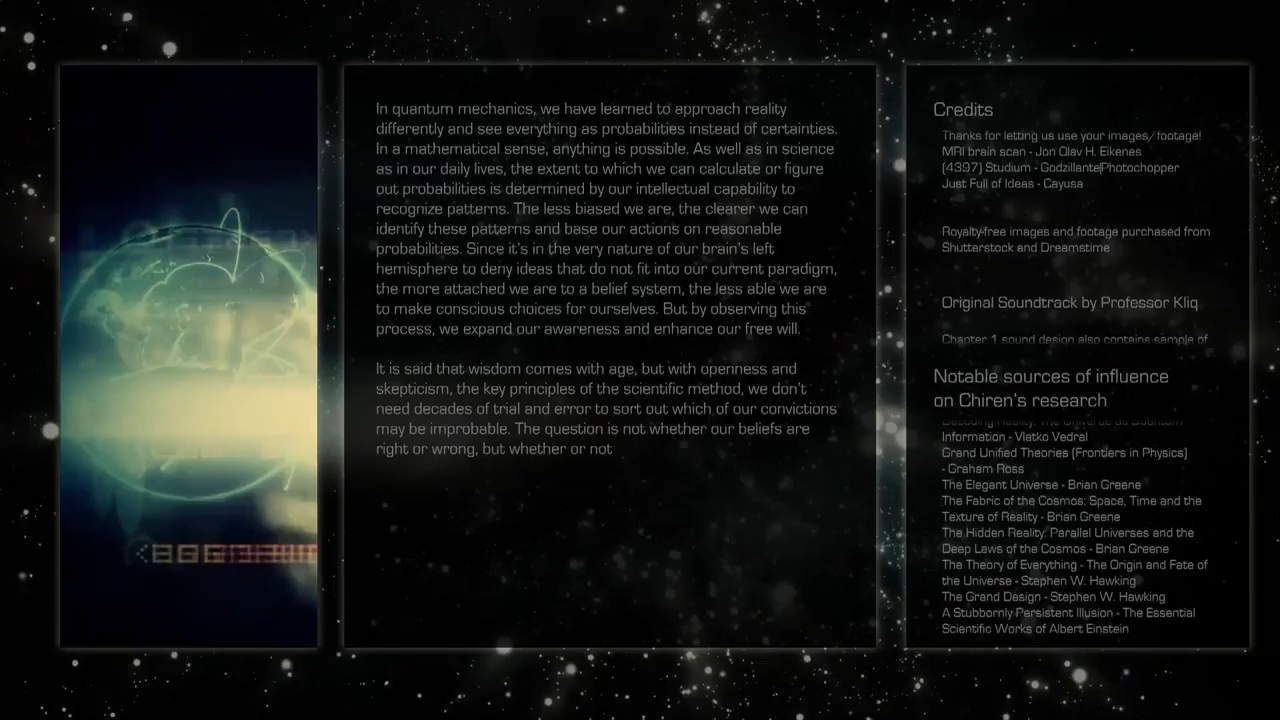 In quantum mechanics, we have learned to approach reality
differently and see everything as probabilities instead of certainties.
In a mathematical sense, anything is possible. As well as in science
as in our daily lives, the extent to which we can calculate or figure
out probabilities is determined by our intellectual capability to
recognize patterns. The less biased we are, the clearer we can
identify these patterns and base our actions on reasonable
probabilities. Since it's in the very nature of our brain's left
hemisphere to deny ideas that do not fit into our current paradigm,
the more attached we are to a belief system, the less able we are
to make conscious choices for ourselves. But by observing this
process, we expand our awareness and enhance our free will.
It is said that wisdom comes with age, but with openness and
skepticism, the key principles of the scientific method, we don't
need decades of trial and error to sort out which of our convictions
may be improbable. The question is not whether our beliefs are
right or wrong, but whether or not
Credits
Thanks for letting us use your images/footage!
MRI brain scan - Jon Olav H. Eikenes
[4397] Studium - Godzillante|Photochopper
Just Full of Ideas - Cayusa
Royalty-free images and footage purchased from
Shutterstock and Dreamstime
Original Soundtrack by Professor Kliq
Chapter 1 sound design also contains sample of
Notable sources of influence
on Chiren's research
Decoding Reality: The Universe as Quantum
Information - Vlatko Vedral
Grand Unified Theories (Frontiers in Physics)
- Graham Ross
The Elegant Universe - Brian Greene
The Fabric of the Cosmos: Space, Time and the
Texture of Reality - Brian Greene
The Hidden Reality: Parallel Universes and the
Deep Laws of the Cosmos - Brian Greene
The Theory of Everything - The Origin and Fate of
the Universe - Stephen W. Hawking
The Grand Design - Stephen W. Hawking
A Stubbornly Persistent Illusion - The Essential
Scientific Works of Albert Einstein